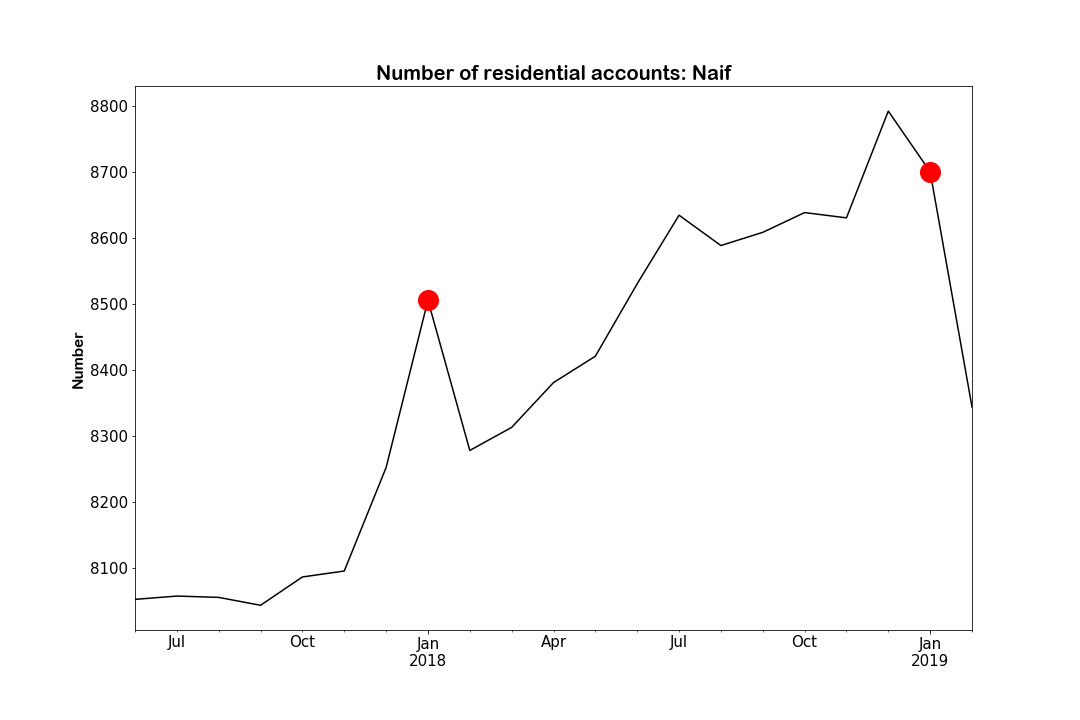 Number of residential accounts: Naif
8800
8700
8600
8500
8400
8300
8200
8100
Number
Jul
Oct
Jan
2018
Apr
Jul
Oct
Jan
2019